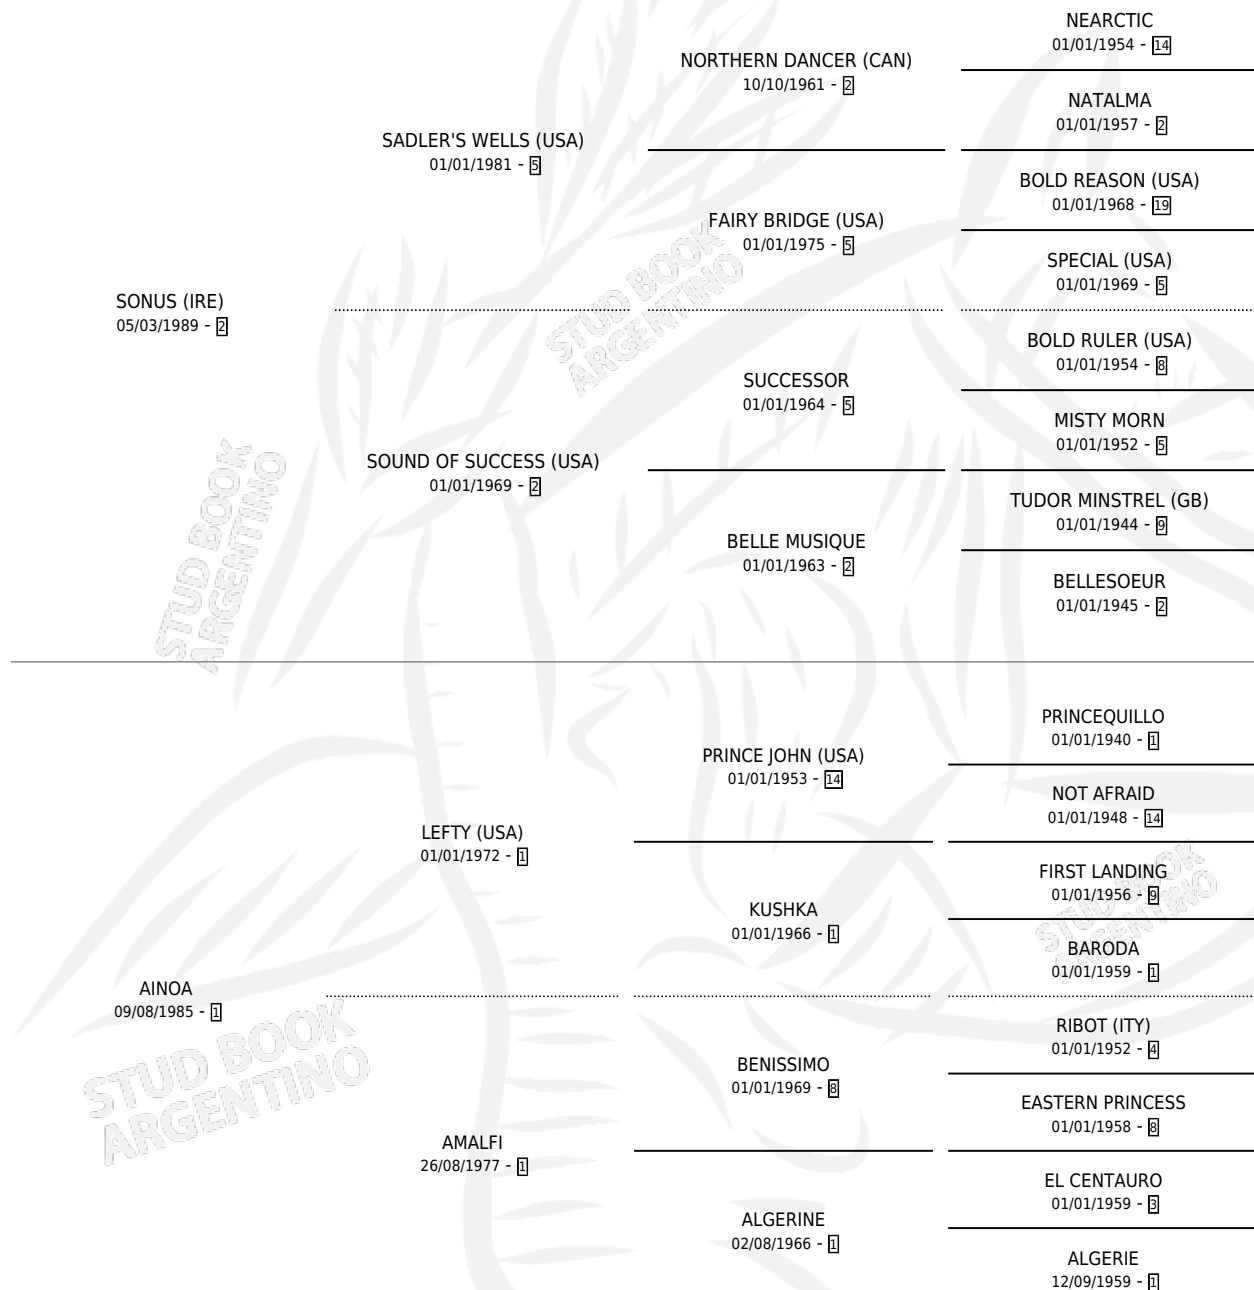 NEARCTIC
01/01/1954 - 14
NORTHERN DANCER (CAN)
10/10/1961 - 2
NATALMA
01/01/1957 - 2
SADLER'S WELLS (USA)
01/01/1981 - 5
BOLD REASON (USA)
01/01/1968 - 19
FAIRY BRIDGE (USA)
01/01/1975 - 5
SPECIAL (USA)
01/01/1969 - 5
SONUS (IRE)
05/03/1989 - 2
BOLD RULER (USA)
01/01/1954 - 8
SUCCESSOR
01/01/1964 - 5
MISTY MORN
01/01/1952 - 5
SOUND OF SUCCESS (USA)
01/01/1969 - 2
TUDOR MINSTREL (GB)
01/01/1944 - 9
BELLE MUSIQUE
01/01/1963 - 2
BELLESOEUR
01/01/1945 - 2
PRINCEQUILLO
01/01/1940 - 1
PRINCE JOHN (USA)
01/01/1953 - 14
NOT AFRAID
01/01/1948 - 14
LEFTY (USA)
01/01/1972 - 1
FIRST LANDING
01/01/1956 - 9
KUSHKA
01/01/1966 - 1
BARODA
01/01/1959 - 1
AINOA
09/08/1985 - 1
RIBOT (ITY)
01/01/1952 - 4
BENISSIMO
01/01/1969 - 8
EASTERN PRINCESS
01/01/1958 - 8
AMALFI
26/08/1977 - 1
EL CENTAURO
01/01/1959 - 3
ALGERINE
02/08/1966 - 1
ALGERIE
12/09/1959 - 1
STUD BOOK
ARGENTINO
STUD BOOK
ARGENTINO
STUD BOOK
ARGENTINO
STUD BOOK
ARGENTINO